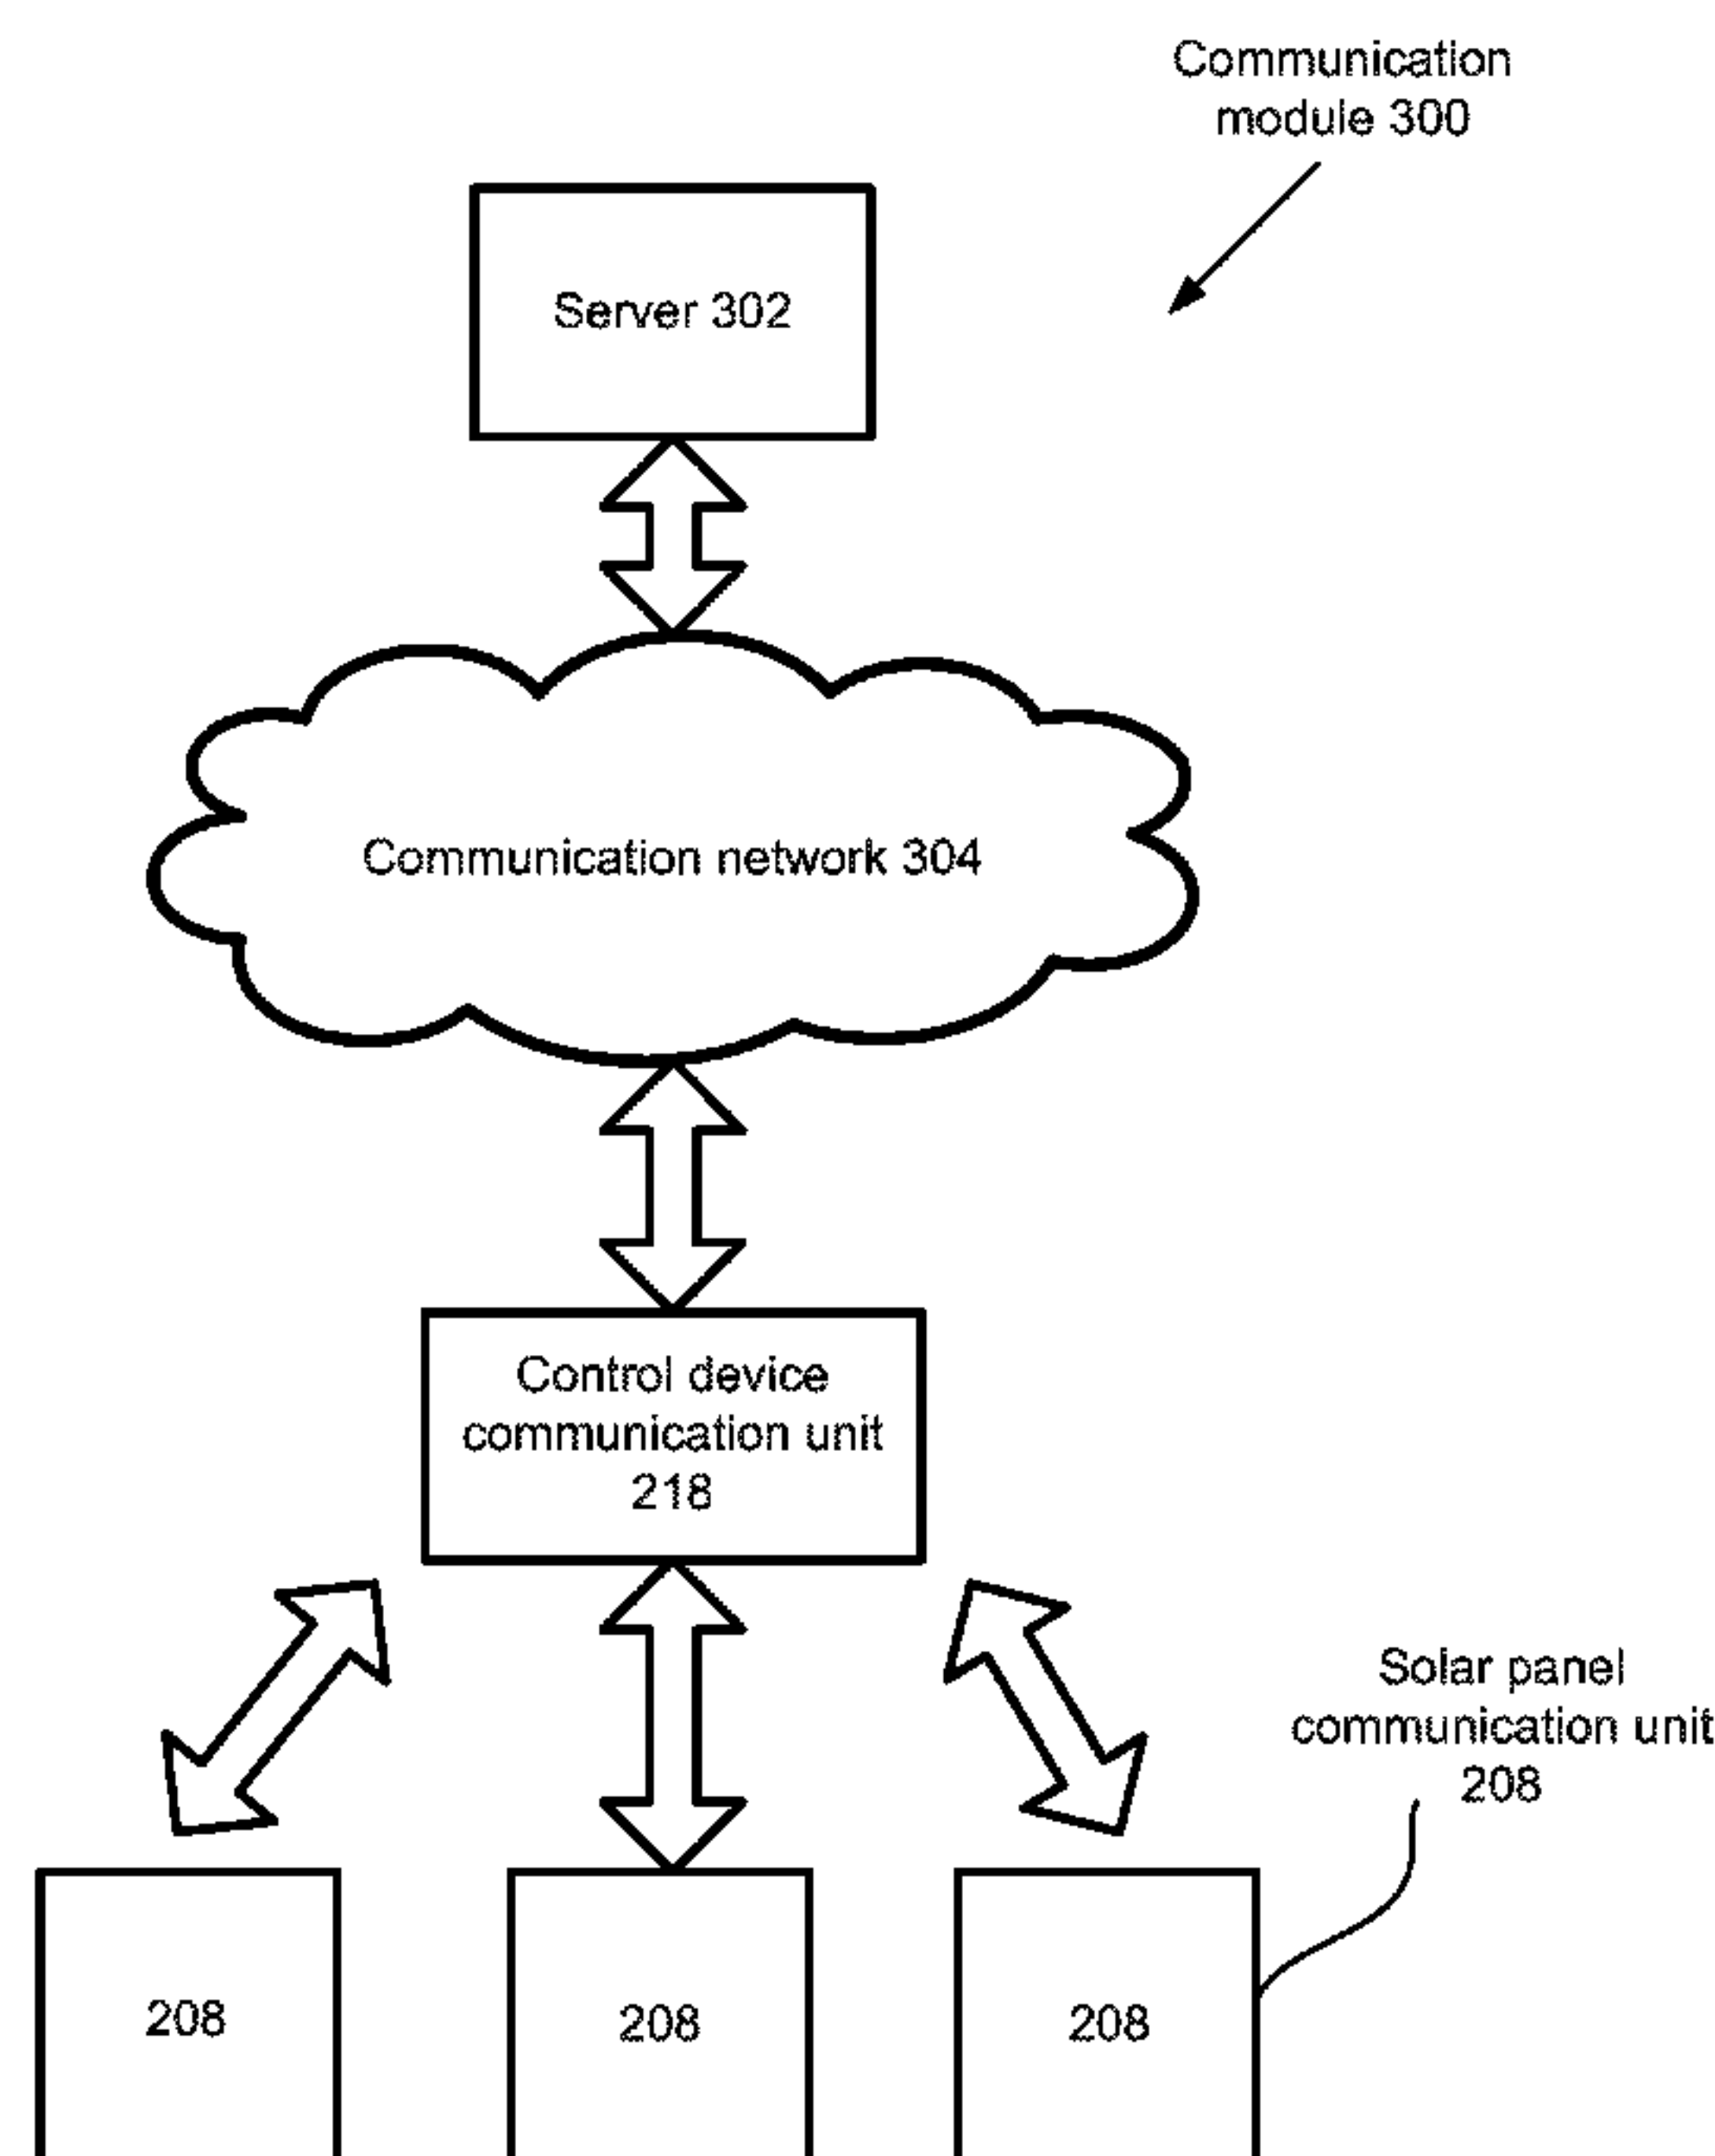 Communication
module 300
Server 302
Communication network 304
Control device
communication unit
218
Solar panel
communication unit
208
208
208
208